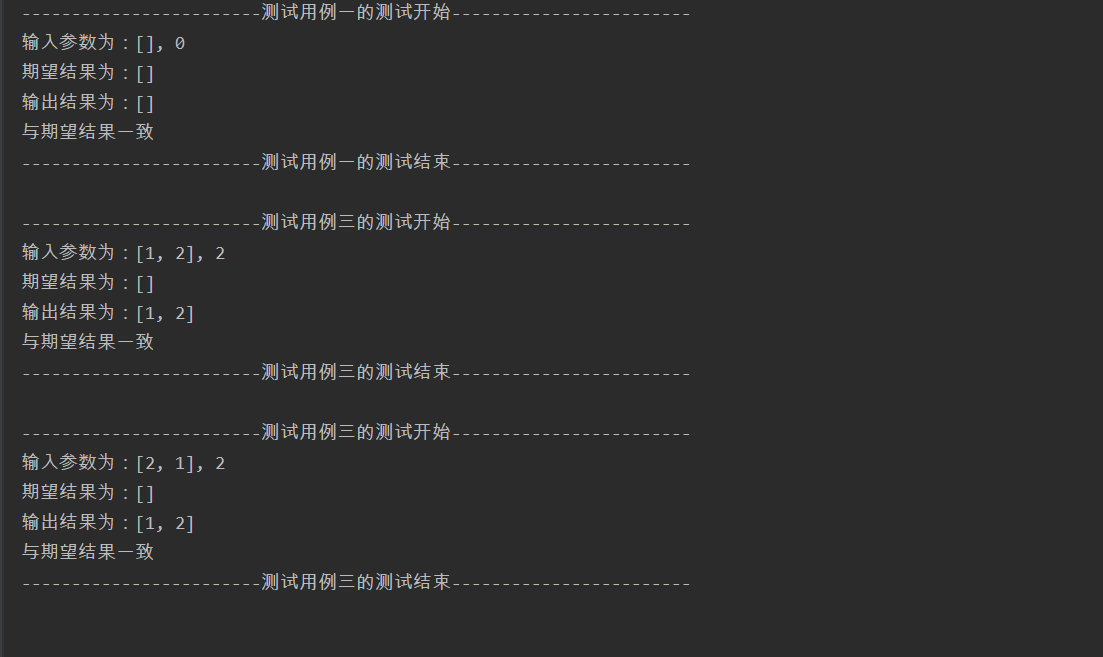 ------------------------测试用例一的测试开始------------------------
输入参数为：[], 0
期望结果为：[]
输出结果为：[]
与期望结果一致
------------------------测试用例一的测试结束------------------------
------------------------测试用例三的测试开始------------------------
输入参数为：[1, 2], 2
期望结果为：[]
输出结果为：[1, 2]
与期望结果一致
------------------------测试用例三的测试结束------------------------
------------------------测试用例三的测试开始------------------------
输入参数为：[2, 1], 2
期望结果为：[]
输出结果为：[1, 2]
与期望结果一致
------------------------测试用例三的测试结束------------------------